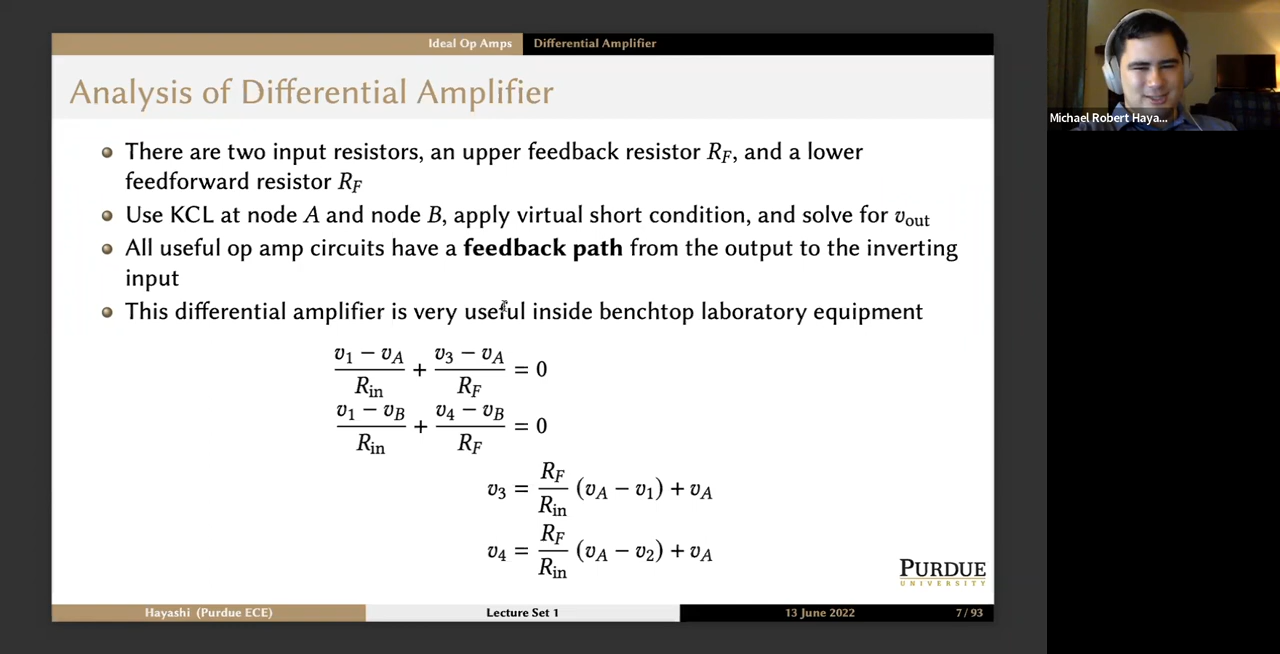 Ideal Op Amps Differential Amplifier
Analysis of Differential Amplifier
There are two input resistors, an upper feedback resistor R_F, and a lower
feedforward resistor R_F
Use KCL at node A and node B, apply virtual short condition, and solve for v_out
All useful op amp circuits have a feedback path from the output to the inverting
input
This differential amplifier is very useful inside benchtop laboratory equipment
(v_1 − v_A)/R_in + (v_3 − v_A)/R_F = 0
(v_1 − v_B)/R_in + (v_4 − v_B)/R_F = 0
v_3 = R_F/R_in (v_A − v_1) + v_A
v_4 = R_F/R_in (v_A − v_2) + v_A
PURDUE
UNIVERSITY
Hayashi (Purdue ECE) Lecture Set 1 13 June 2022 7 / 93
Michael Robert Haya...